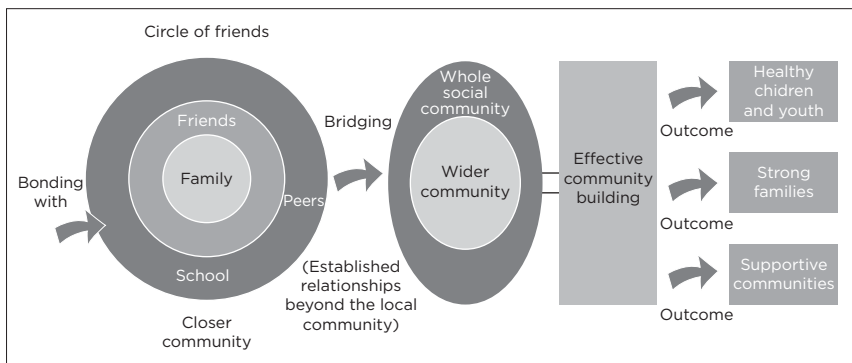 Circle of friends
Bonding with
Family
Friends
Peers
School
Closer
community
Bridging
(Established
relationships
beyond the local
community)
Whole
social
community
Wider
community
Effective
community
building
Outcome
Healthy
chidren
and youth
Outcome
Strong
families
Outcome
Supportive
communities